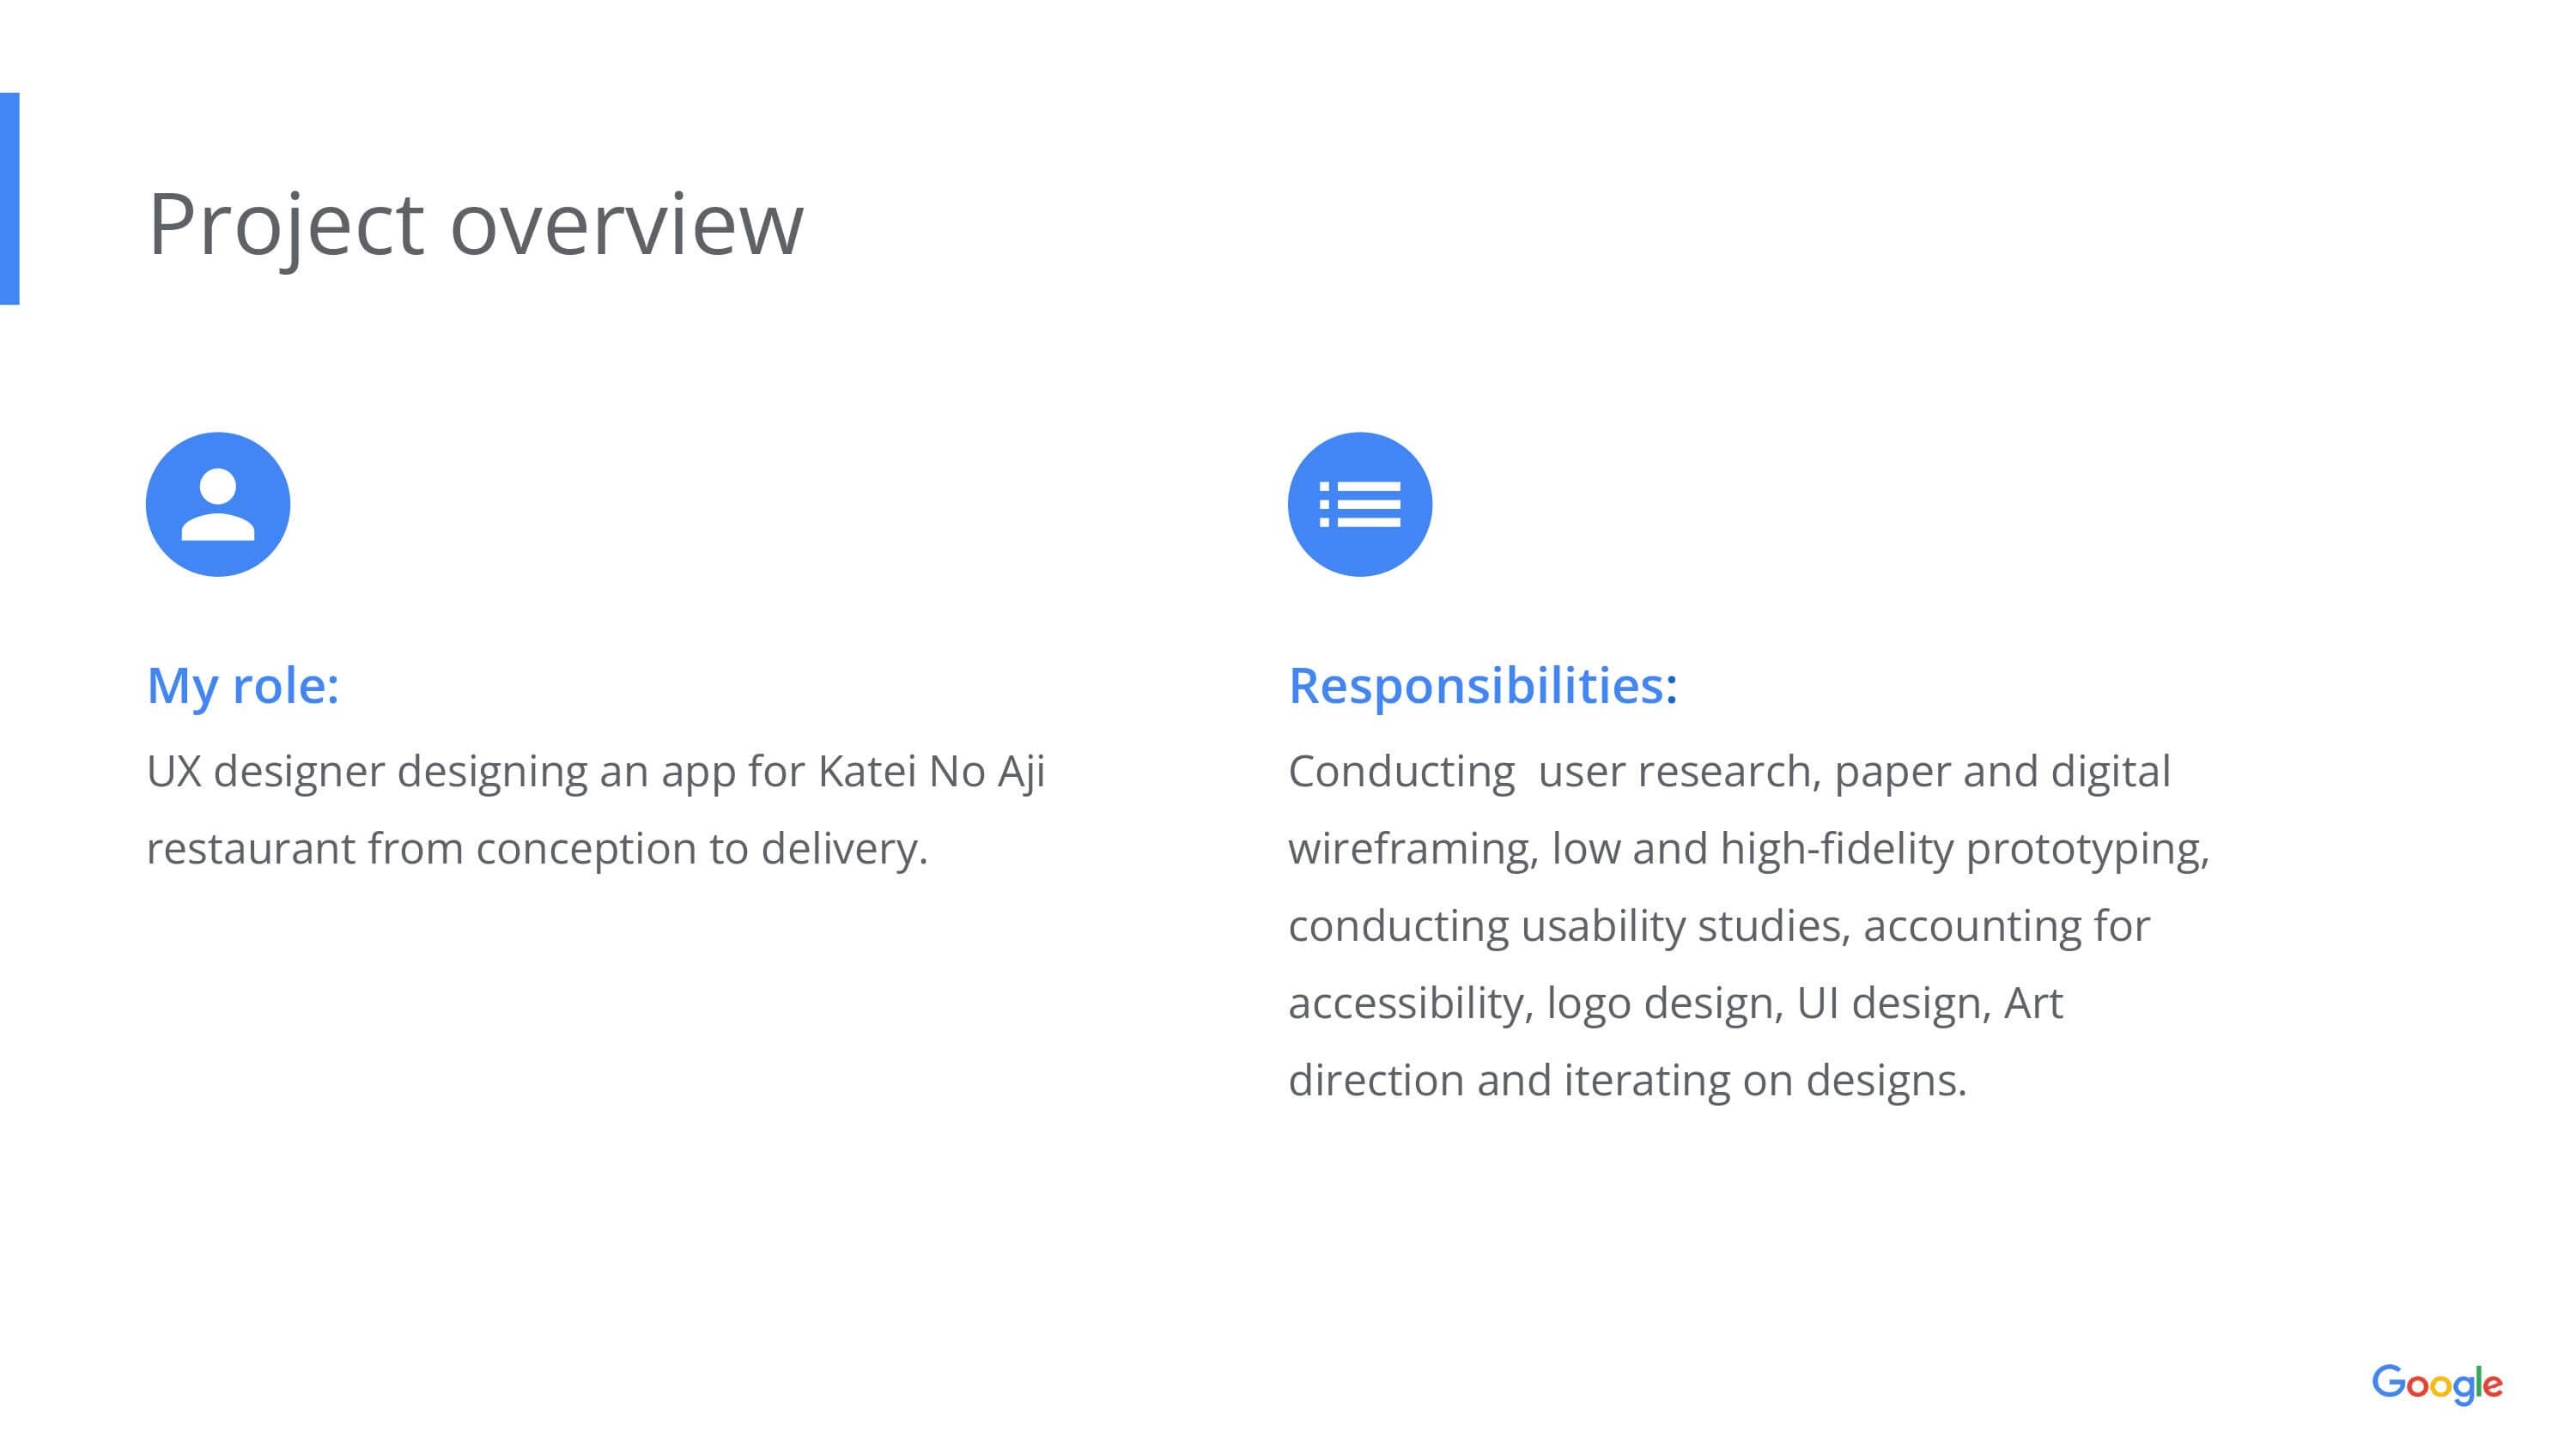 Project overview
My role:
UX designer designing an app for Katei No Aji
restaurant from conception to delivery.
Responsibilities:
Conducting  user research, paper and digital
wireframing, low and high-fidelity prototyping,
conducting usability studies, accounting for
accessibility, logo design, UI design, Art
direction and iterating on designs.
Google